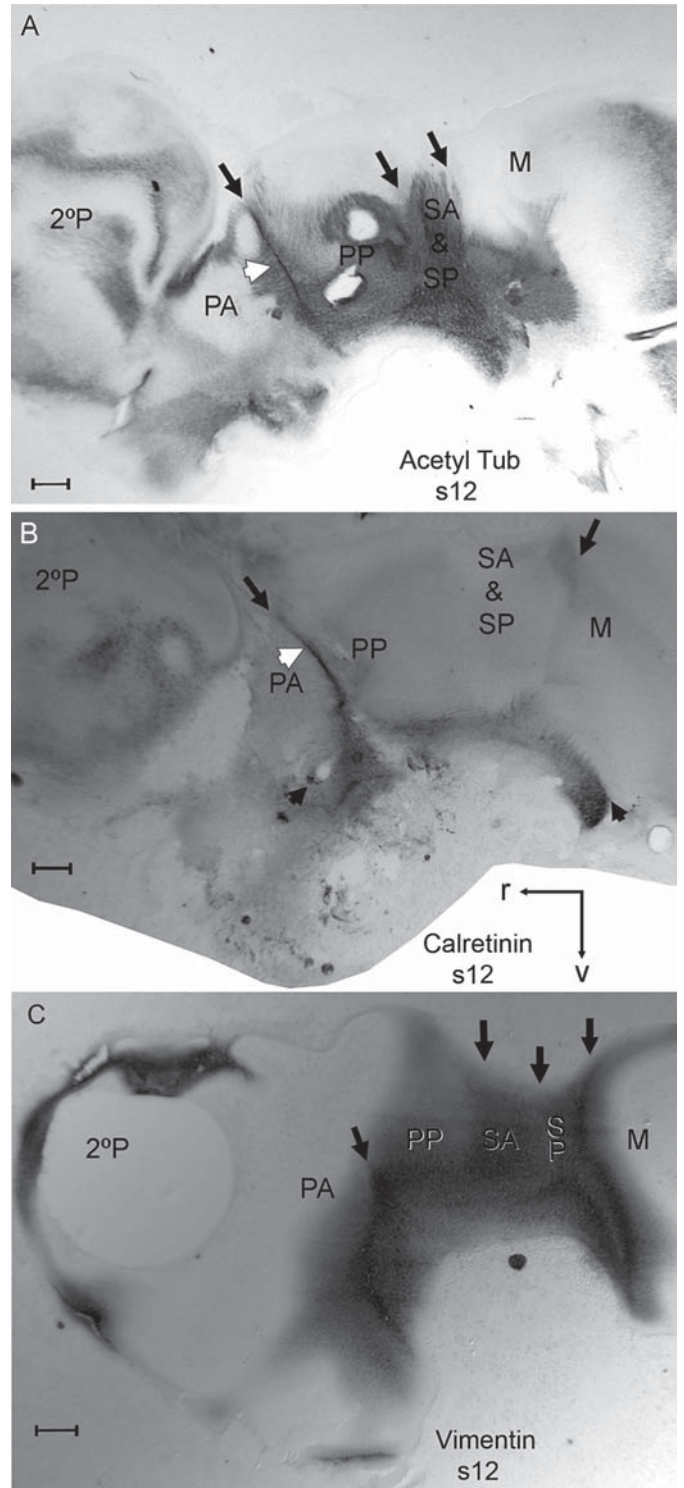 A
2ºP
PA
PP
SA
&
SP
M
Acetyl Tub
s12
B
2ºP
PA
PP
SA
&
SP
M
r
v
Calretinin
s12
C
2ºP
PA
PP
SA
S
P
M
Vimentin
s12